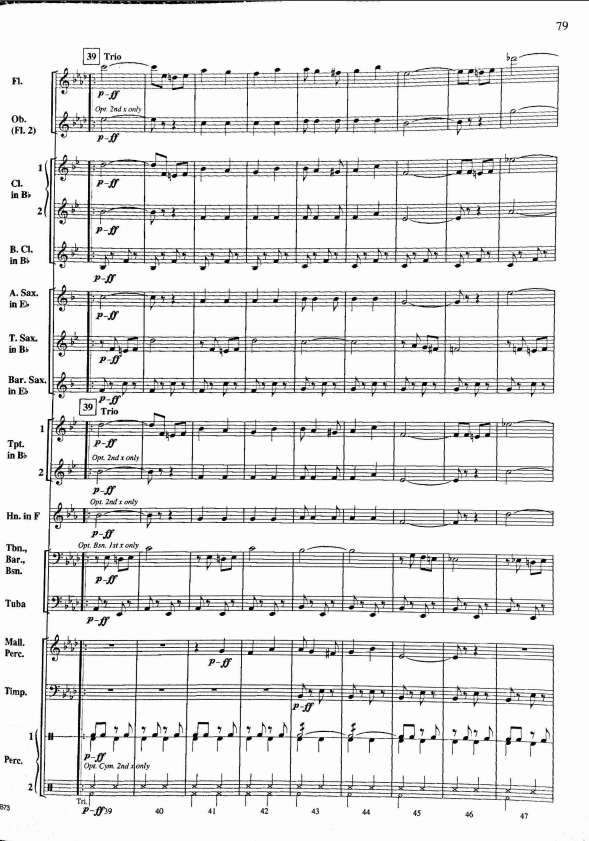 79
39 Trio
Fl.
p-ff
Opt. 2nd x only
Ob.
(Fl. 2)
p-ff
1
p-ff
Cl.
in B♭
2
p-ff
B. Cl.
in B♭
p-ff
A. Sax.
in E♭
p-ff
T. Sax.
in B♭
p-ff
Bar. Sax.
in E♭
p-ff
39 Trio
1
p-ff
Tpt.
in B♭
Opt. 2nd x only
2
p-ff
Opt. 2nd x only
Hn. in F
p-ff
Opt. Bsn. 1st x only
Tbn.,
Bar.,
Bsn.
p-ff
Tuba
p-ff
Mall.
Perc.
p-ff
Timp.
p-ff
1
p-ff
Perc.
Opt. Cym. 2nd x only
2
Tri.
p-ff
39 40 41 42 43 44 45 46 47
873